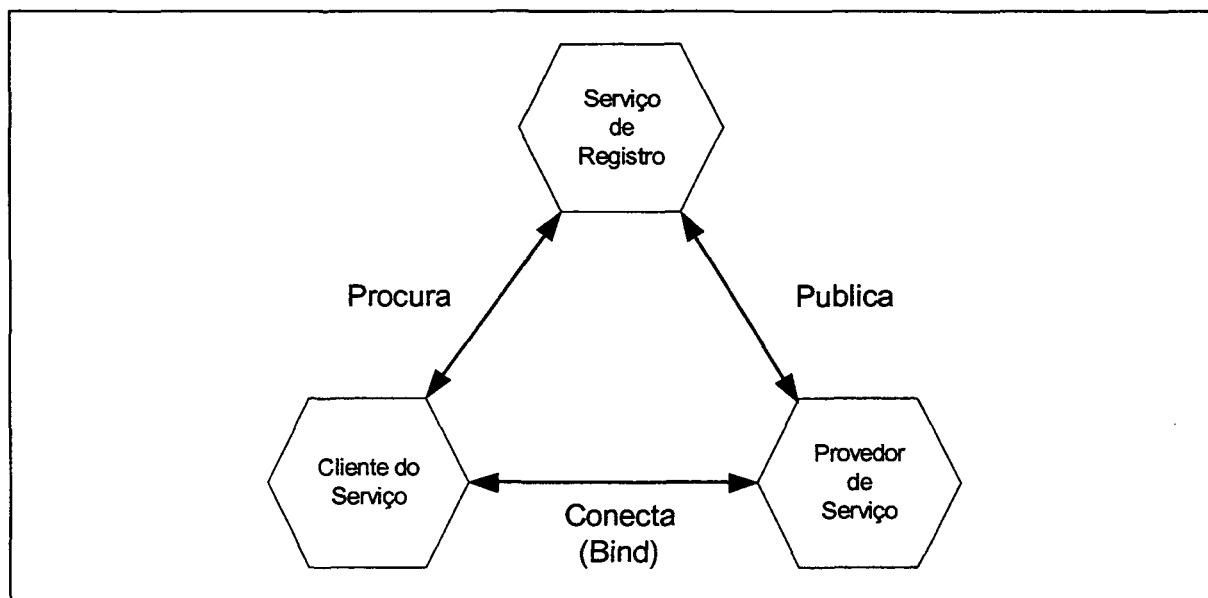 Serviço
de
Registro
Procura
Publica
Cliente do
Serviço
Conecta
(Bind)
Provedor
de
Serviço